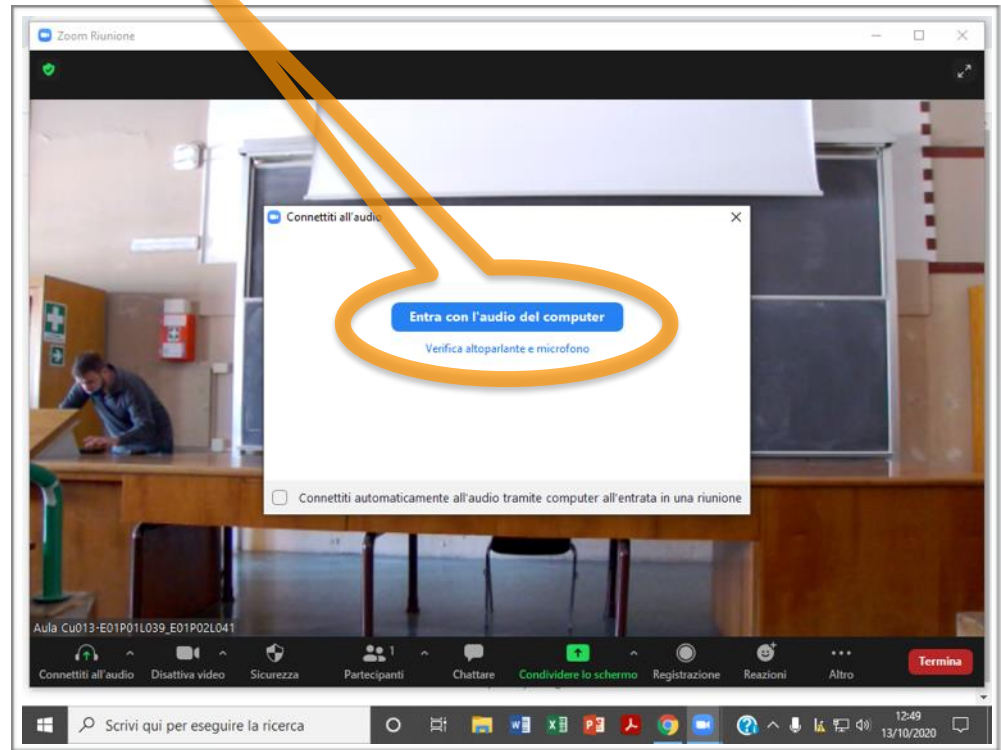 Zoom Riunione
Connettiti all'audio
Entra con l'audio del computer
Verifica altoparlante e microfono
Connettiti automaticamente all'audio tramite computer all'entrata in una riunione
Aula Cu013-E01P01L039_E01P02L041
1
Connettiti all'audio Disattiva video Sicurezza Partecipanti Chattare Condividere lo schermo Registrazione Reazioni Altro Termina
Scrivi qui per eseguire la ricerca
12:49
13/10/2020